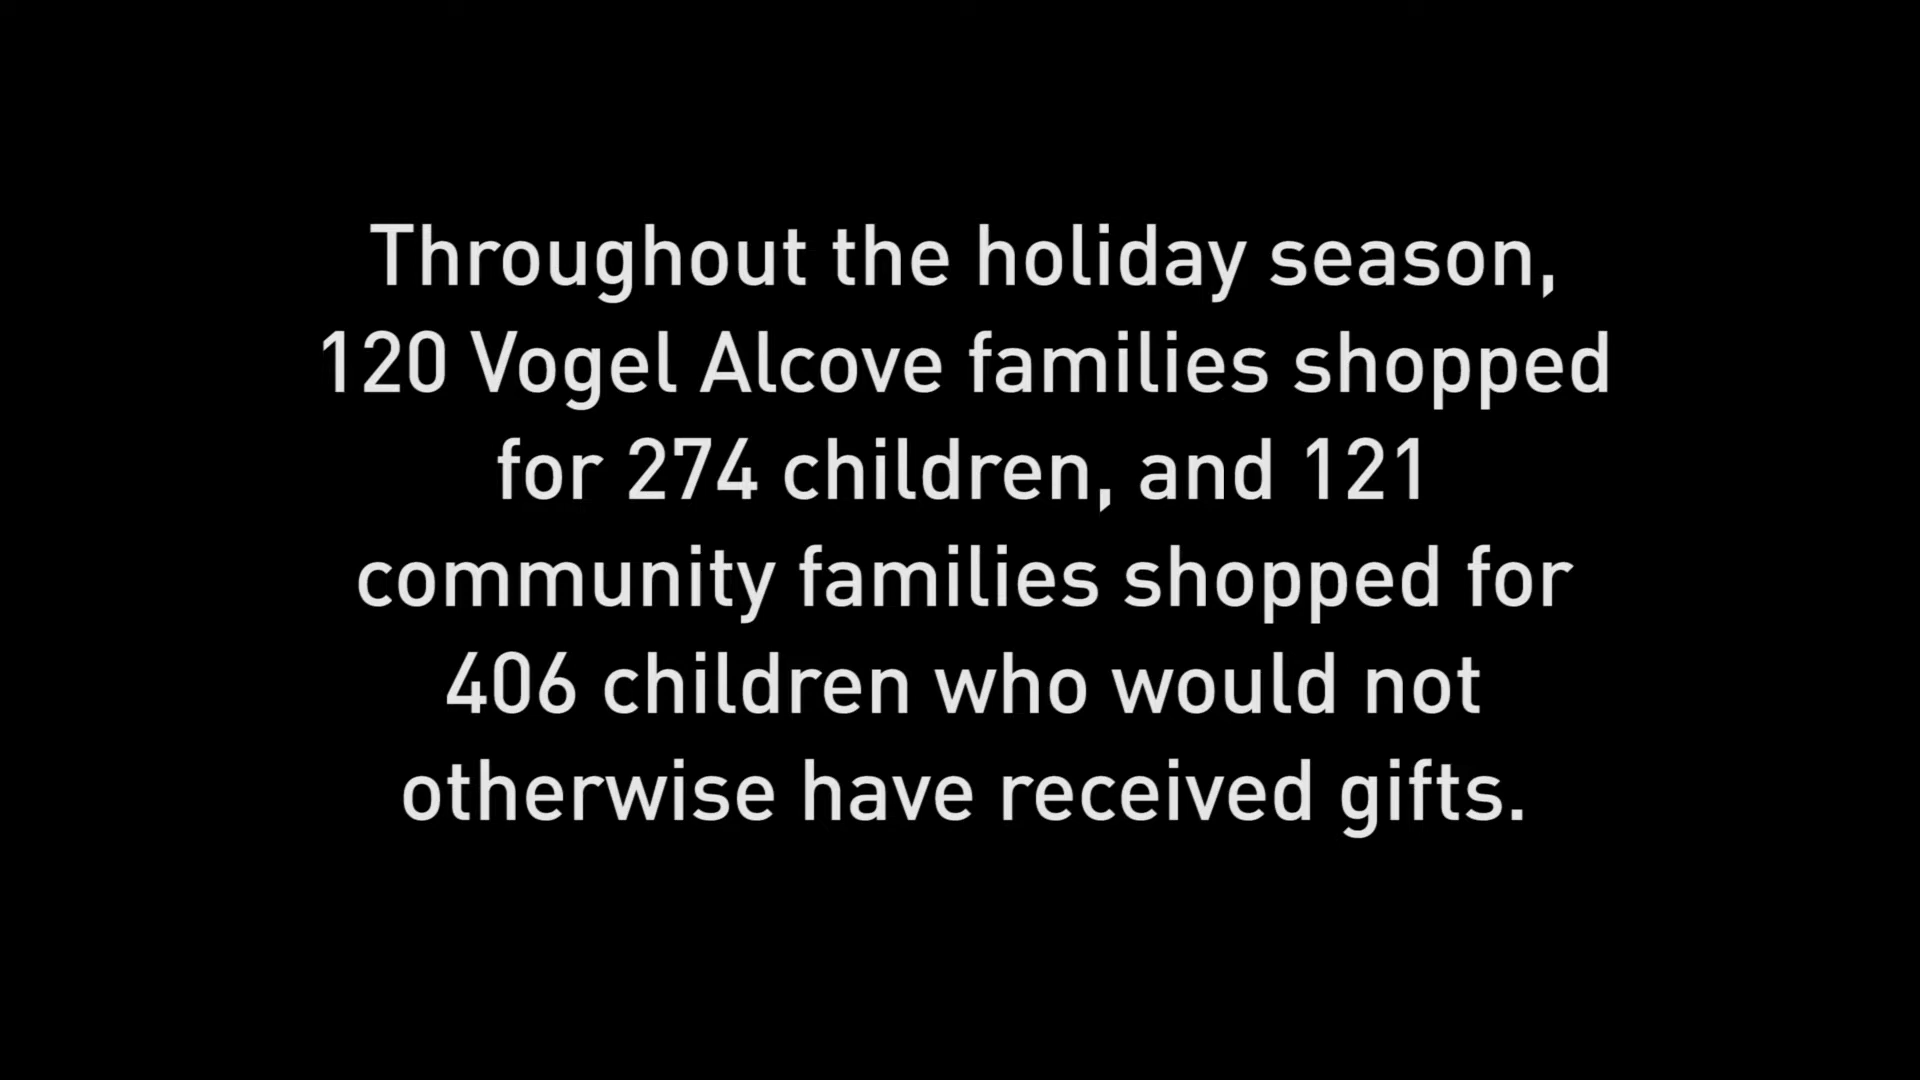 Throughout the holiday season,
120 Vogel Alcove families shopped
for 274 children, and 121
community families shopped for
406 children who would not
otherwise have received gifts.